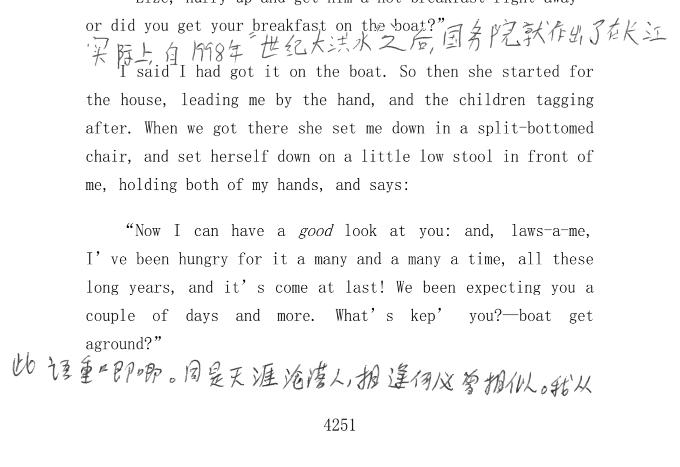 “Lize, hurry up and get him a hot breakfast right away—
or did you get your breakfast on the boat?”
实际上，自1998年“世纪大洪水之后，国务院就作出了在长江
I said I had got it on the boat. So then she started for
the house, leading me by the hand, and the children tagging
after. When we got there she set me down in a split-bottomed
chair, and set herself down on a little low stool in front of
me, holding both of my hands, and says:
“Now I can have a good look at you: and, laws-a-me,
I’ve been hungry for it a many and a many a time, all these
long years, and it’s come at last! We been expecting you a
couple of days and more. What’s kep’ you?—boat get
aground?”
此语重唧唧。同是天涯沦落人，相逢何必曾相似。我从
4251